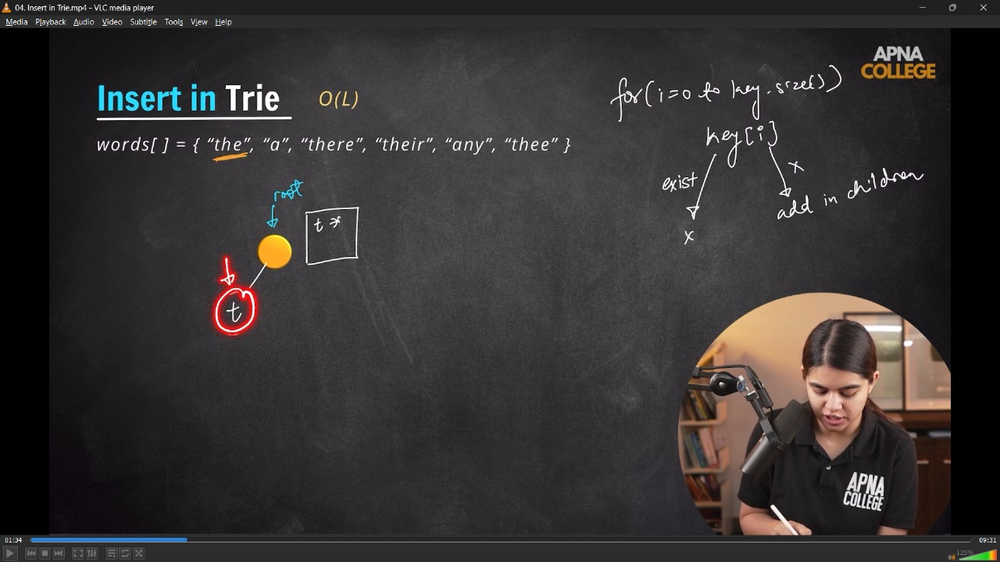 04. Insert in Trie.mp4 - VLC media player
Media Playback Audio Video Subtitle Tools View Help
APNA
COLLEGE
Insert in Trie O(L)
for(i=0 to key.size())
words[ ] = { “the”, “a”, “there”, “their”, “any”, “thee” }
key[i]
exist x
add in children
x
root
t
t
APNA
COLLEGE
01:34 09:31
125%